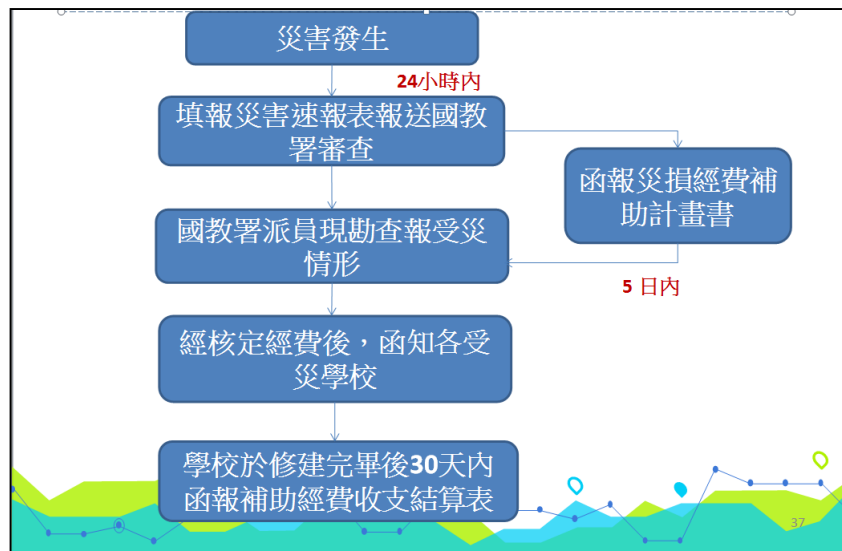 災害發生
24小時內
填報災害速報表報送國教
署審查
函報災損經費補
助計畫書
國教署派員現勘查報受災
情形
5 日內
經核定經費後，函知各受
災學校
學校於修建完畢後30天內
函報補助經費收支結算表
37